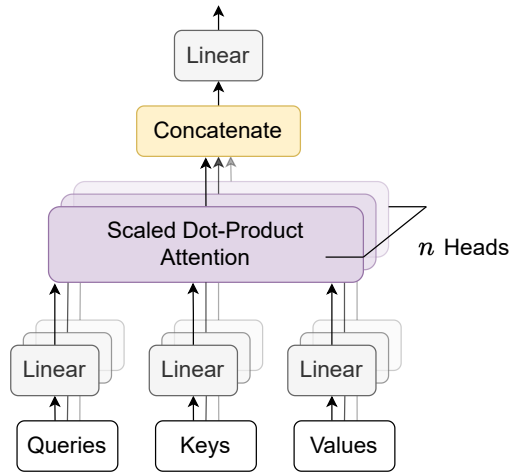 Linear
Concatenate
Scaled Dot-Product
Attention
n Heads
Linear
Linear
Linear
Queries
Keys
Values